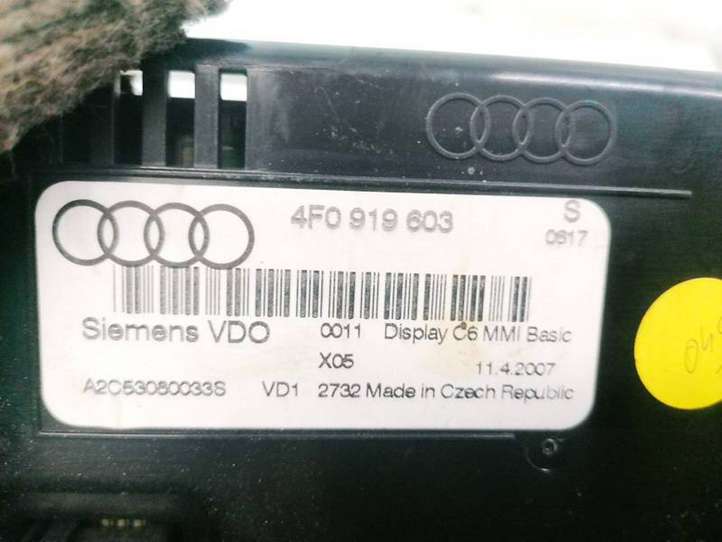 4F0 919 603
S
0617
Siemens VDO 0011 Display C6 MMI Basic
X05 11.4.2007
A2C53080033S VD1 2732 Made in Czech Republic